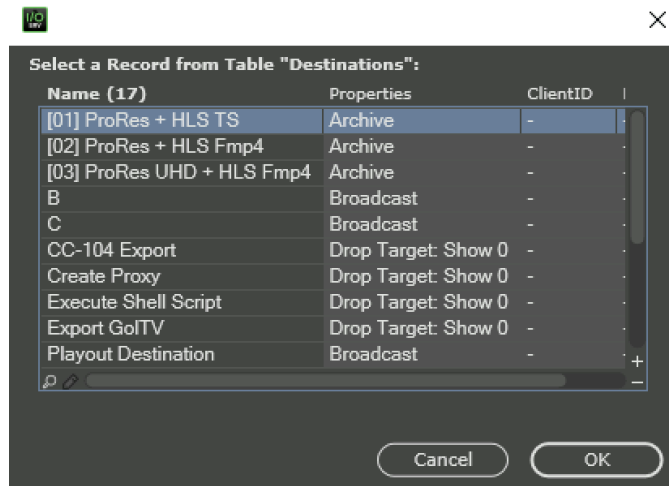 I/O
SRV
Select a Record from Table "Destinations":
Name (17) Properties ClientID
[01] ProRes + HLS TS Archive -
[02] ProRes + HLS Fmp4 Archive -
[03] ProRes UHD + HLS Fmp4 Archive -
B Broadcast -
C Broadcast -
CC-104 Export Drop Target: Show 0 -
Create Proxy Drop Target: Show 0 -
Execute Shell Script Drop Target: Show 0 -
Export GolTV Drop Target: Show 0 -
Playout Destination Broadcast -
Cancel OK